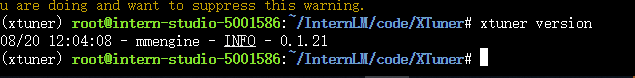 u are doing and want to suppress this warning.
(xtuner) root@intern-studio-5001586:~/InternLM/code/XTuner# xtuner version
08/20 12:04:08 - mmengine - INFO - 0.1.21
(xtuner) root@intern-studio-5001586:~/InternLM/code/XTuner#